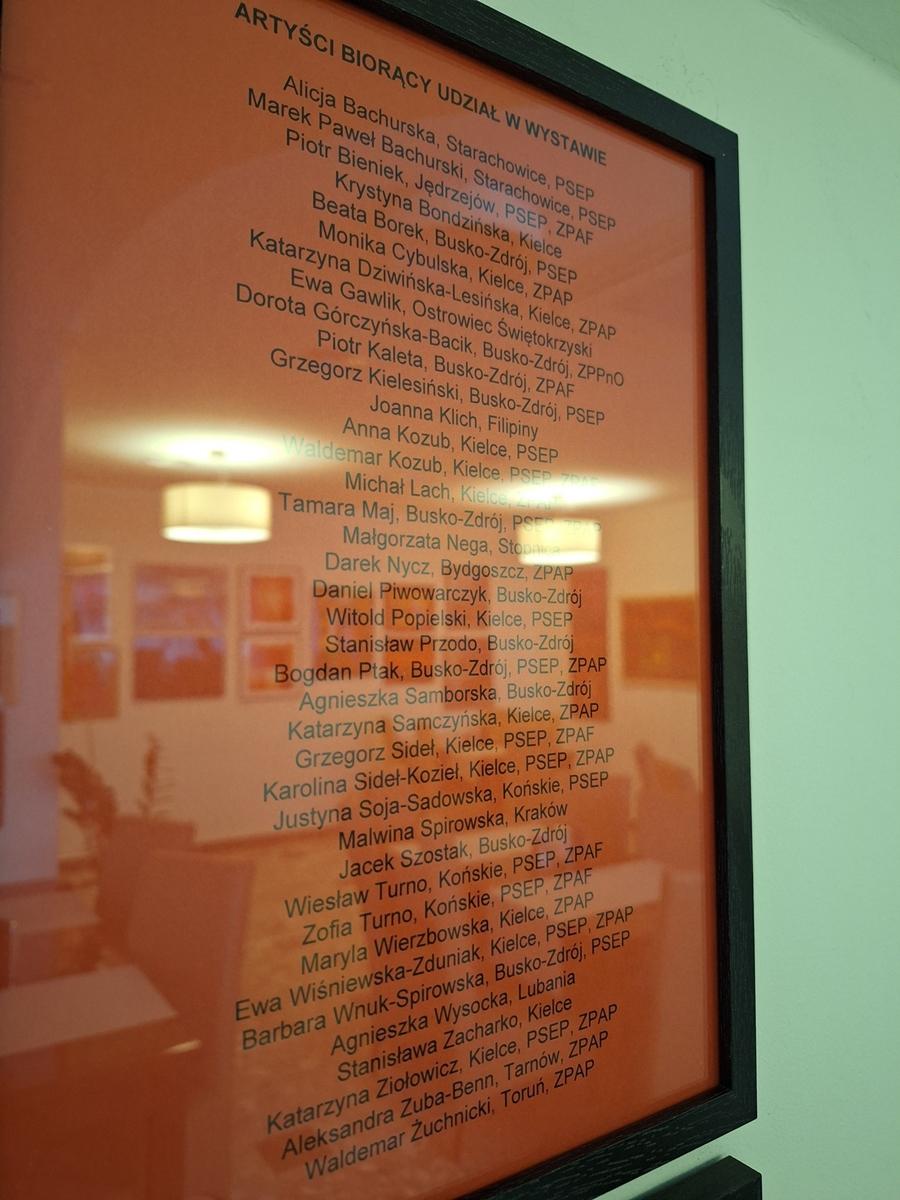 ARTYŚCI BIORĄCY UDZIAŁ W WYSTAWIE
Alicja Bachurska, Starachowice, PSEP
Marek Paweł Bachurski, Starachowice, PSEP
Piotr Bieniek, Jędrzejów, PSEP, ZPAF
Krystyna Bondzińska, Kielce
Beata Borek, Busko-Zdrój, PSEP
Monika Cybulska, Kielce, ZPAP
Katarzyna Dziwińska-Lesińska, Kielce, ZPAP
Ewa Gawlik, Ostrowiec Świętokrzyski
Dorota Górczyńska-Bacik, Busko-Zdrój, ZPPnO
Piotr Kaleta, Busko-Zdrój, ZPAF
Grzegorz Kielesiński, Busko-Zdrój, PSEP
Joanna Klich, Filipiny
Anna Kozub, Kielce, PSEP
Waldemar Kozub, Kielce, PSEP, ZPAF
Michał Lach, Kielce, ZPAF
Tamara Maj, Busko-Zdrój, PSEP, ZPAP
Małgorzata Nega, Stopnica
Darek Nycz, Bydgoszcz, ZPAP
Daniel Piwowarczyk, Busko-Zdrój
Witold Popielski, Kielce, PSEP
Stanisław Przodo, Busko-Zdrój
Bogdan Ptak, Busko-Zdrój, PSEP, ZPAP
Agnieszka Samborska, Busko-Zdrój
Katarzyna Samczyńska, Kielce, ZPAP
Grzegorz Sideł, Kielce, PSEP, ZPAF
Karolina Sideł-Kozieł, Kielce, PSEP, ZPAP
Justyna Soja-Sadowska, Końskie, PSEP
Malwina Spirowska, Kraków
Jacek Szostak, Busko-Zdrój
Wiesław Turno, Końskie, PSEP, ZPAF
Zofia Turno, Końskie, PSEP, ZPAF
Maryla Wierzbowska, Kielce, ZPAP
Ewa Wiśniewska-Zduniak, Kielce, PSEP, ZPAP
Barbara Wnuk-Spirowska, Busko-Zdrój, PSEP
Agnieszka Wysocka, Lubania
Stanisława Zacharko, Kielce
Katarzyna Ziołowicz, Kielce, PSEP, ZPAP
Aleksandra Zuba-Benn, Tarnów, ZPAP
Waldemar Żuchnicki, Toruń, ZPAP